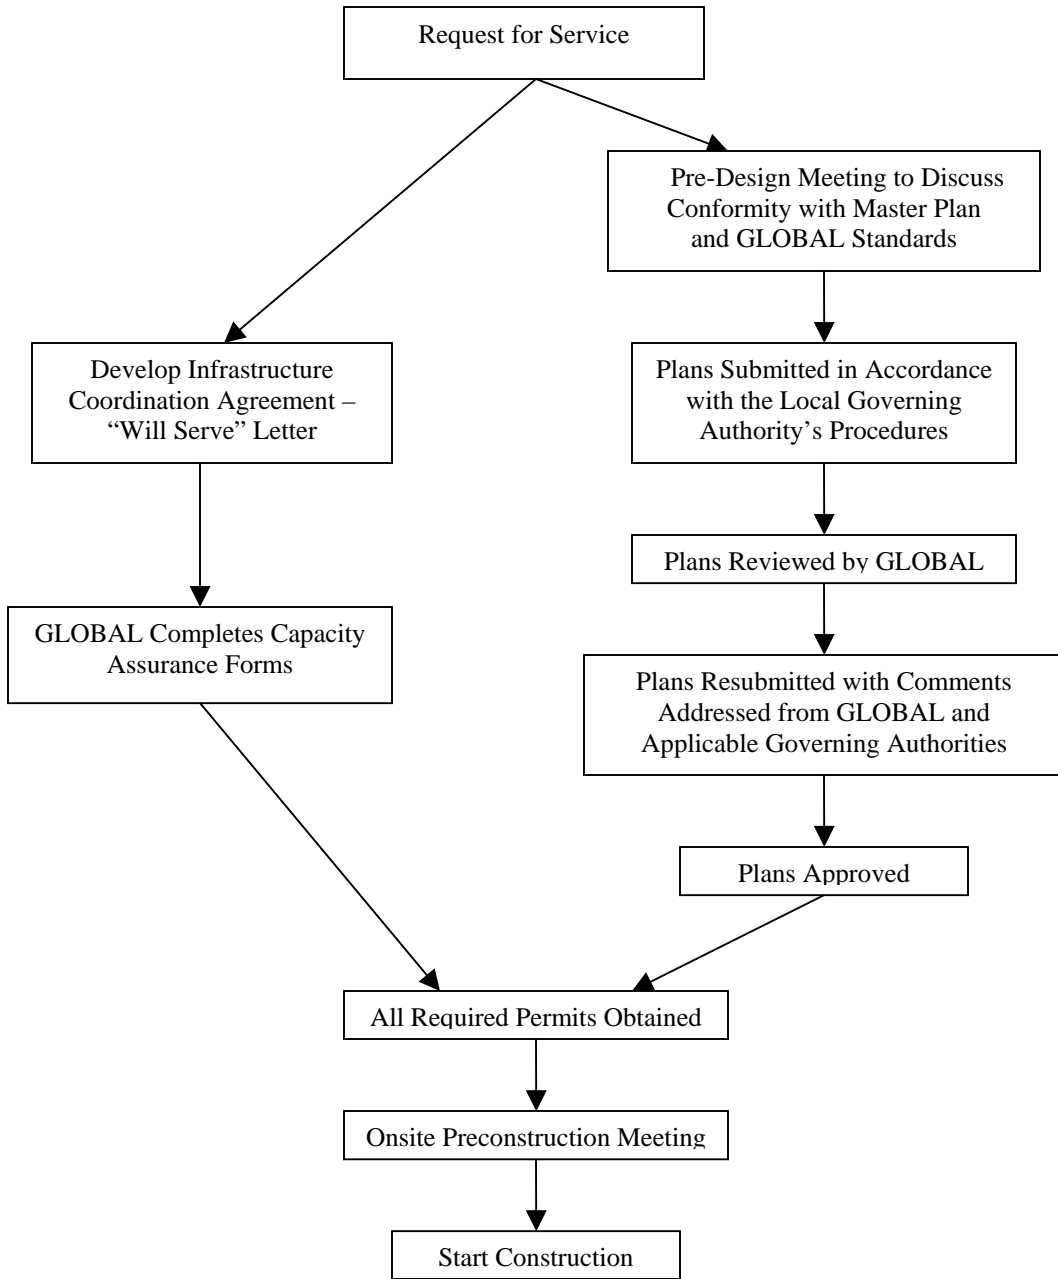 Request for Service
Pre-Design Meeting to Discuss
Conformity with Master Plan
and GLOBAL Standards
Develop Infrastructure
Coordination Agreement –
“Will Serve” Letter
Plans Submitted in Accordance
with the Local Governing
Authority’s Procedures
Plans Reviewed by GLOBAL
GLOBAL Completes Capacity
Assurance Forms
Plans Resubmitted with Comments
Addressed from GLOBAL and
Applicable Governing Authorities
Plans Approved
All Required Permits Obtained
Onsite Preconstruction Meeting
Start Construction